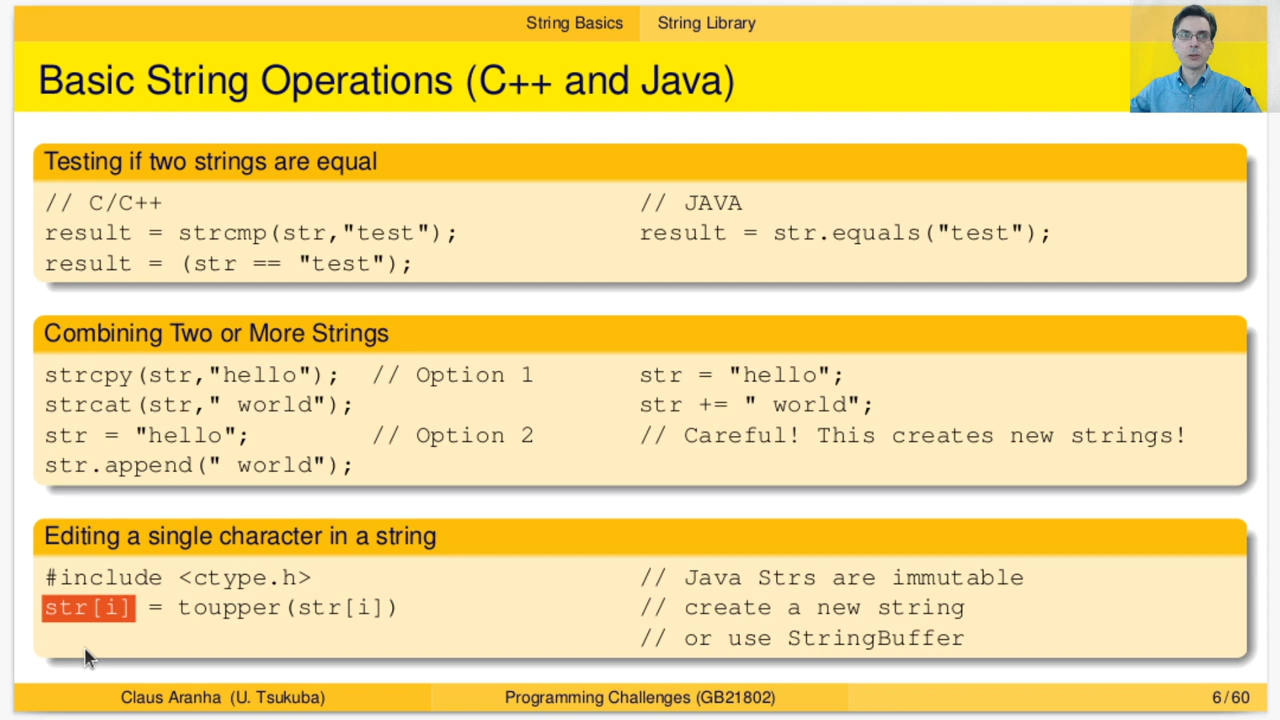 String Basics String Library
Basic String Operations (C++ and Java)
Testing if two strings are equal
// C/C++
result = strcmp(str,"test");
result = (str == "test");
// JAVA
result = str.equals("test");
Combining Two or More Strings
strcpy(str,"hello"); // Option 1
strcat(str," world");
str = "hello"; // Option 2
str.append(" world");
str = "hello";
str += " world";
// Careful! This creates new strings!
Editing a single character in a string
#include <ctype.h>
str[i] = toupper(str[i])
// Java Strs are immutable
// create a new string
// or use StringBuffer
Claus Aranha (U. Tsukuba) Programming Challenges (GB21802) 6/60